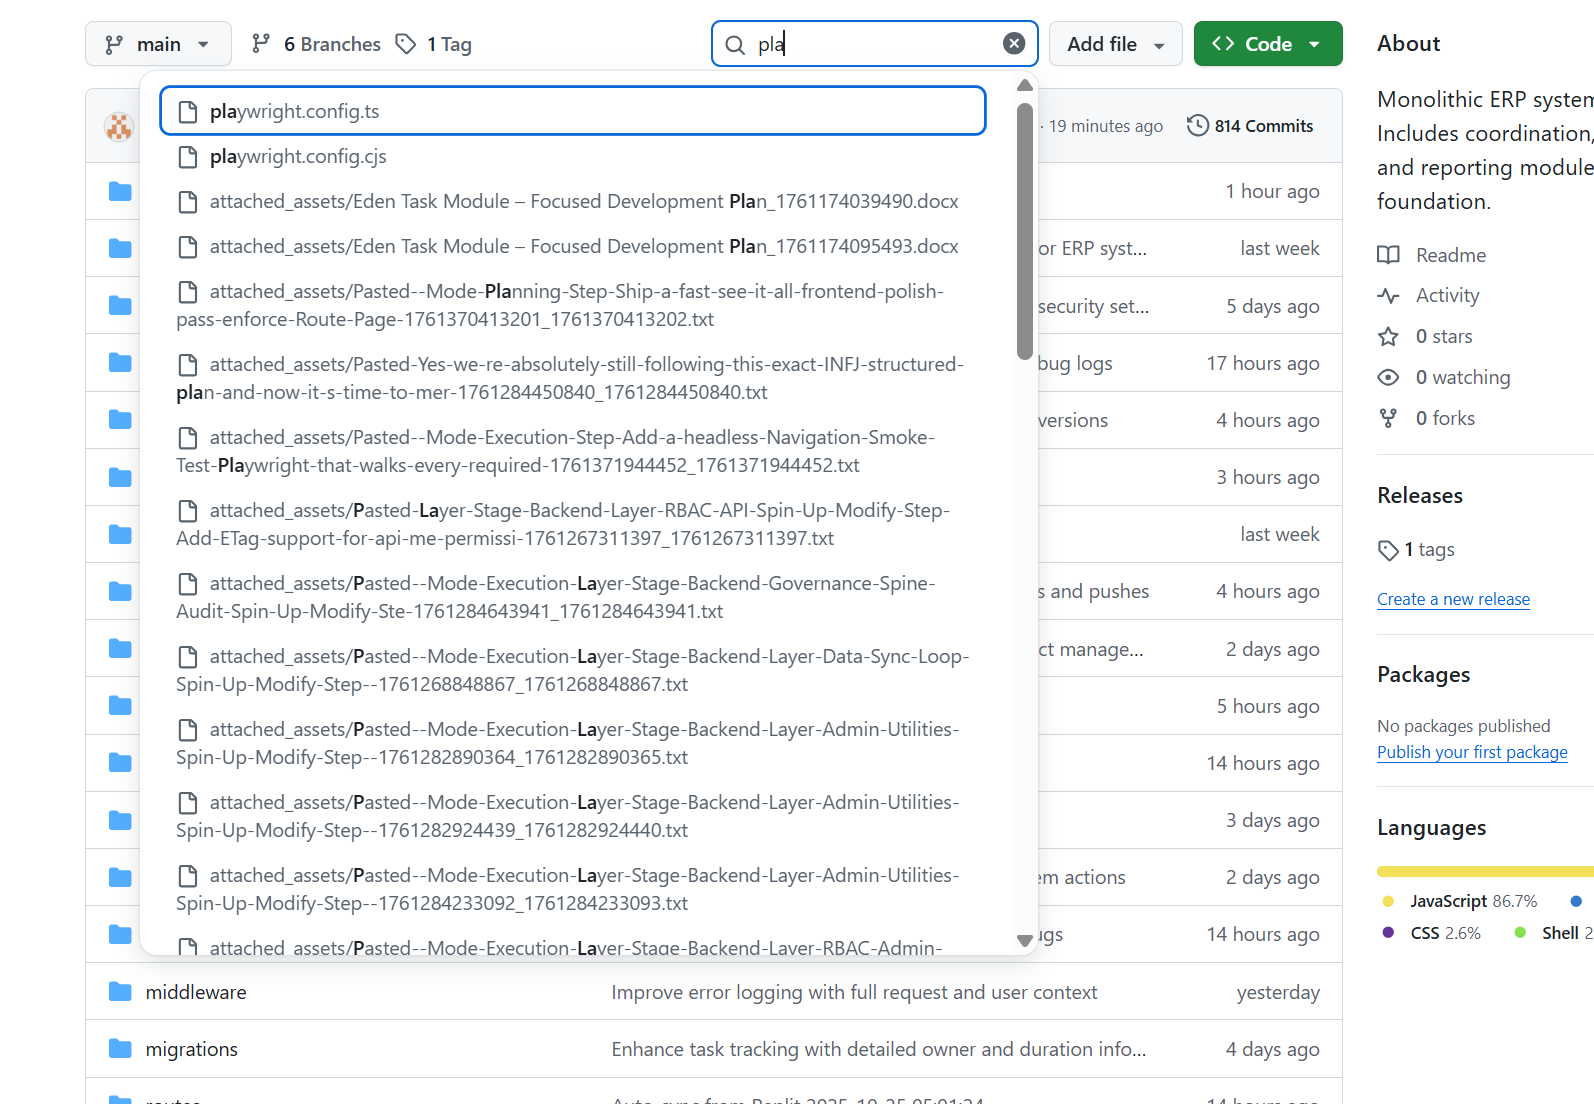 main
6 Branches
1 Tag
pla
Add file
Code
playwright.config.ts
playwright.config.cjs
attached_assets/Eden Task Module – Focused Development Plan_1761174039490.docx
attached_assets/Eden Task Module – Focused Development Plan_1761174095493.docx
attached_assets/Pasted--Mode-Planning-Step-Ship-a-fast-see-it-all-frontend-polish-
pass-enforce-Route-Page-1761370413201_1761370413202.txt
attached_assets/Pasted-Yes-we-re-absolutely-still-following-this-exact-INFJ-structured-
plan-and-now-it-s-time-to-mer-1761284450840_1761284450840.txt
attached_assets/Pasted--Mode-Execution-Step-Add-a-headless-Navigation-Smoke-
Test-Playwright-that-walks-every-required-1761371944452_1761371944452.txt
attached_assets/Pasted-Layer-Stage-Backend-Layer-RBAC-API-Spin-Up-Modify-Step-
Add-ETag-support-for-api-me-permissi-1761267311397_1761267311397.txt
attached_assets/Pasted--Mode-Execution-Layer-Stage-Backend-Governance-Spine-
Audit-Spin-Up-Modify-Ste-1761284643941_1761284643941.txt
attached_assets/Pasted--Mode-Execution-Layer-Stage-Backend-Layer-Data-Sync-Loop-
Spin-Up-Modify-Step--1761268848867_1761268848867.txt
attached_assets/Pasted--Mode-Execution-Layer-Stage-Backend-Layer-Admin-Utilities-
Spin-Up-Modify-Step--1761282890364_1761282890365.txt
attached_assets/Pasted--Mode-Execution-Layer-Stage-Backend-Layer-Admin-Utilities-
Spin-Up-Modify-Step--1761282924439_1761282924440.txt
attached_assets/Pasted--Mode-Execution-Layer-Stage-Backend-Layer-Admin-Utilities-
Spin-Up-Modify-Step--1761284233092_1761284233093.txt
attached_assets/Pasted--Mode-Execution-Layer-Stage-Backend-Layer-RBAC-Admin-
· 19 minutes ago
814 Commits
1 hour ago
or ERP syst... last week
security set... 5 days ago
bug logs 17 hours ago
versions 4 hours ago
3 hours ago
last week
s and pushes 4 hours ago
ct manage... 2 days ago
5 hours ago
14 hours ago
3 days ago
em actions 2 days ago
ugs 14 hours ago
middleware Improve error logging with full request and user context yesterday
migrations Enhance task tracking with detailed owner and duration info... 4 days ago
routes Auto-sync from Replit 2025-10-25 05:01:24 14 hours ago
About
Monolithic ERP system
Includes coordination,
and reporting module
foundation.
Readme
Activity
0 stars
0 watching
0 forks
Releases
1 tags
Create a new release
Packages
No packages published
Publish your first package
Languages
JavaScript 86.7%
CSS 2.6%
Shell 2